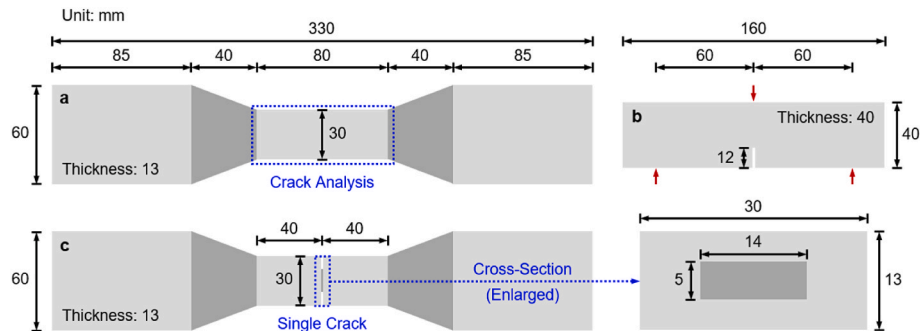 Unit: mm
330
85 40 80 40 85
a
60
30
Thickness: 13
Crack Analysis
160
60 60
b
Thickness: 40
40
12
c
40 40
60
30
Thickness: 13
Single Crack
Cross-Section
(Enlarged)
30
14
5
13